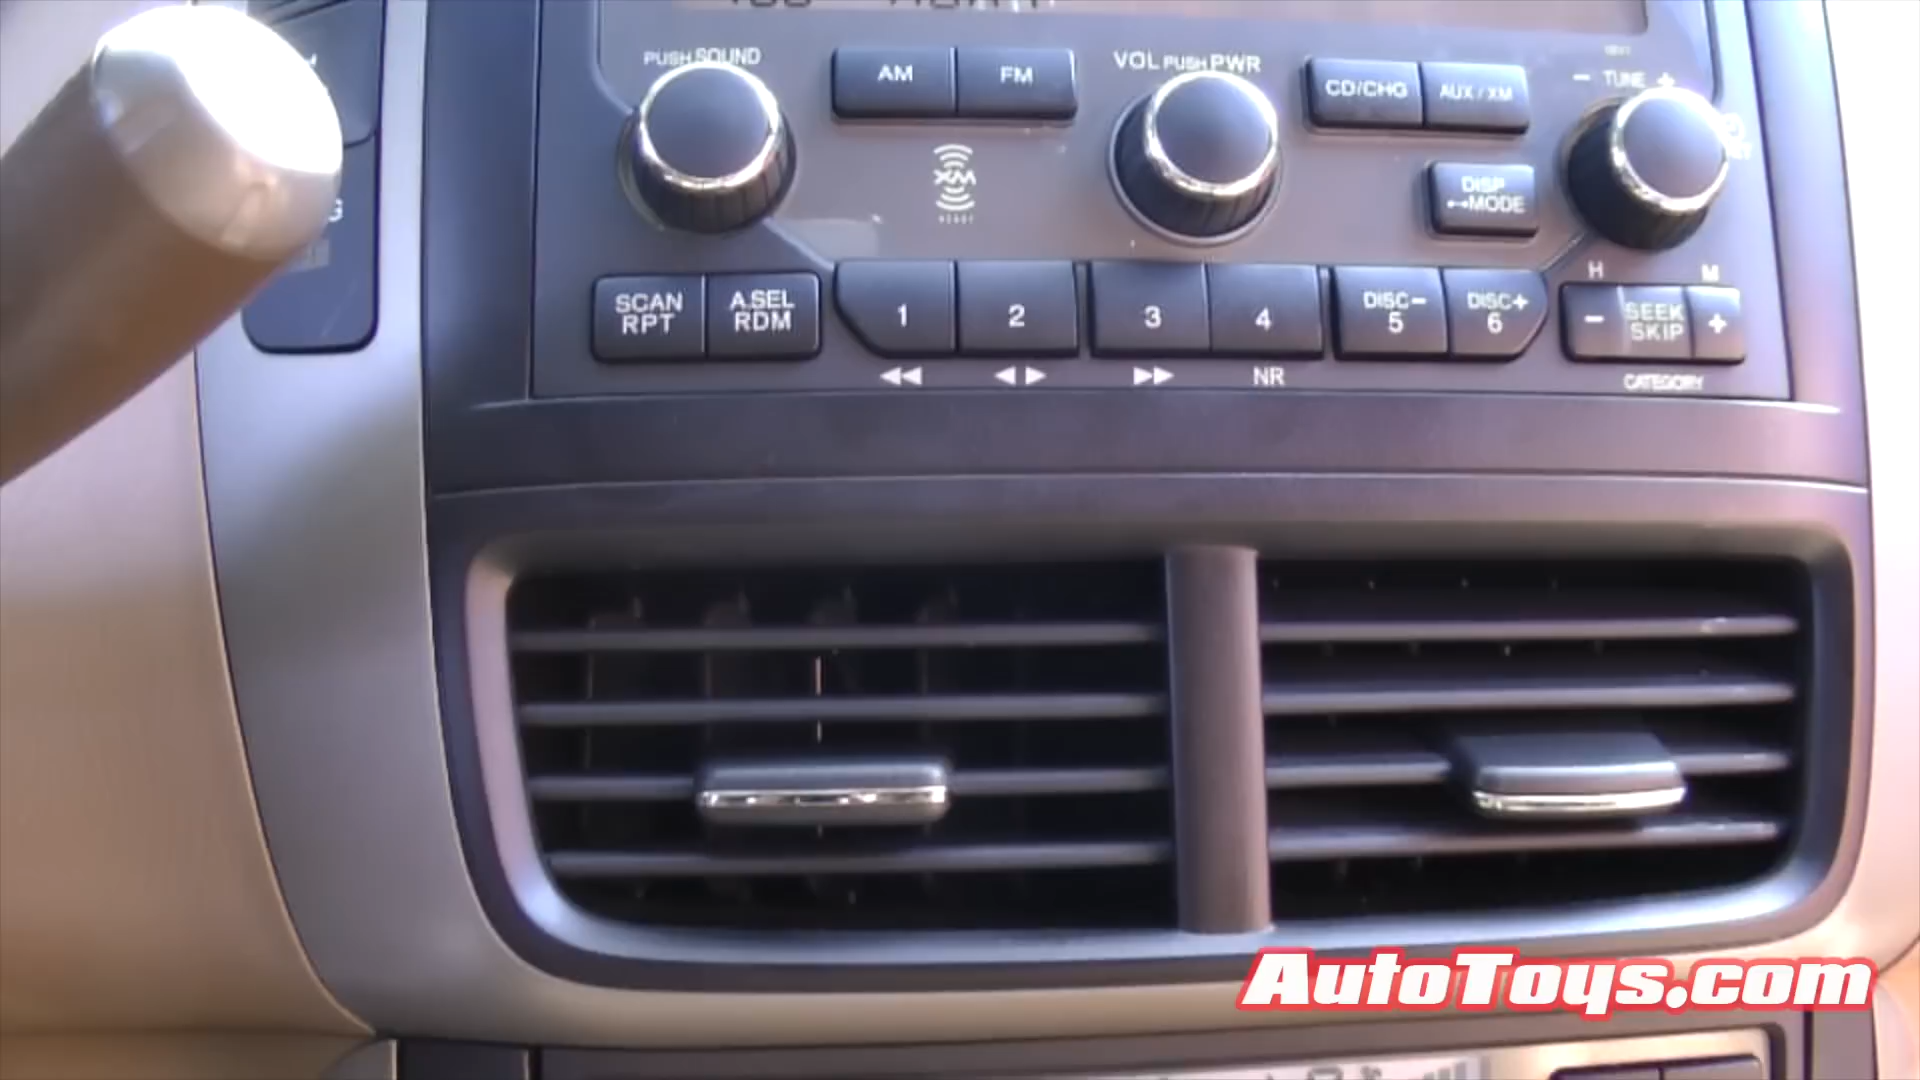 PUSH SOUND
AM
FM
VOL PUSH PWR
CD/CHG
AUX / XM
− TUNE +
XM
READY
DISP
MODE
SCAN
RPT
A.SEL
RDM
1
2
3
4
DISC−
5
DISC+
6
H
M
−
SEEK
SKIP
+
NR
CATEGORY
AutoToys.com